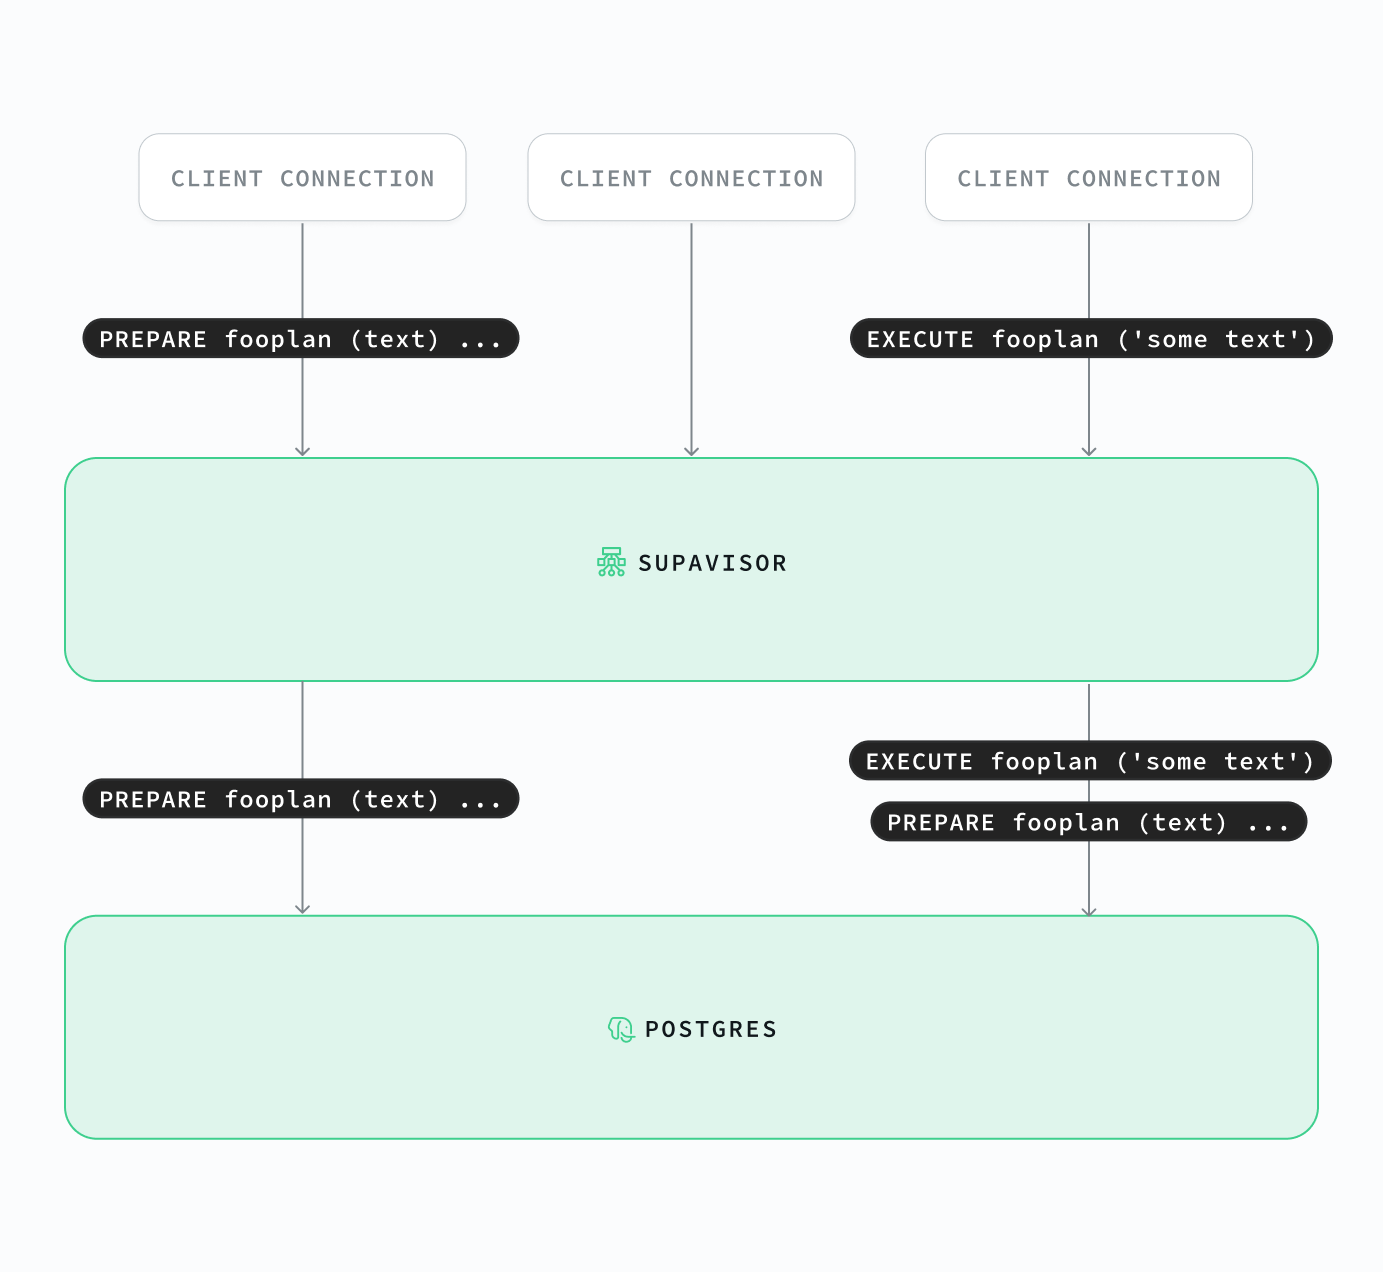 CLIENT CONNECTION
CLIENT CONNECTION
CLIENT CONNECTION
PREPARE fooplan (text) ...
EXECUTE fooplan ('some text')
SUPAVISOR
EXECUTE fooplan ('some text')
PREPARE fooplan (text) ...
PREPARE fooplan (text) ...
POSTGRES